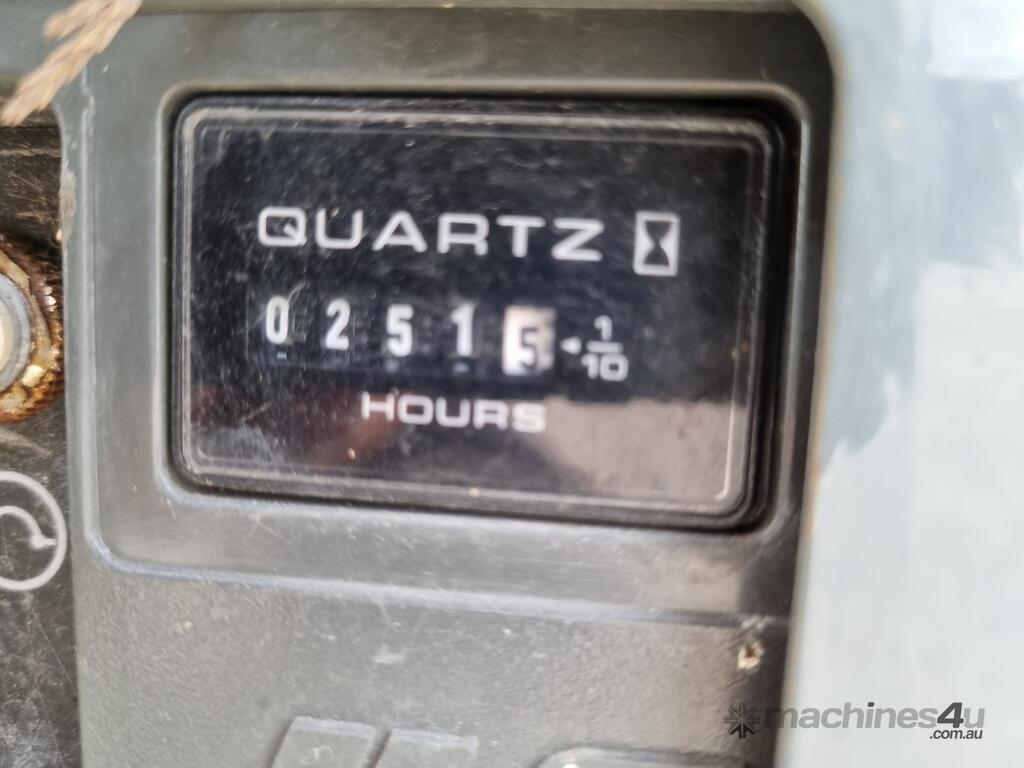 QUARTZ
0 2 5 1 5 1/10
HOURS
machines4u
.com.au